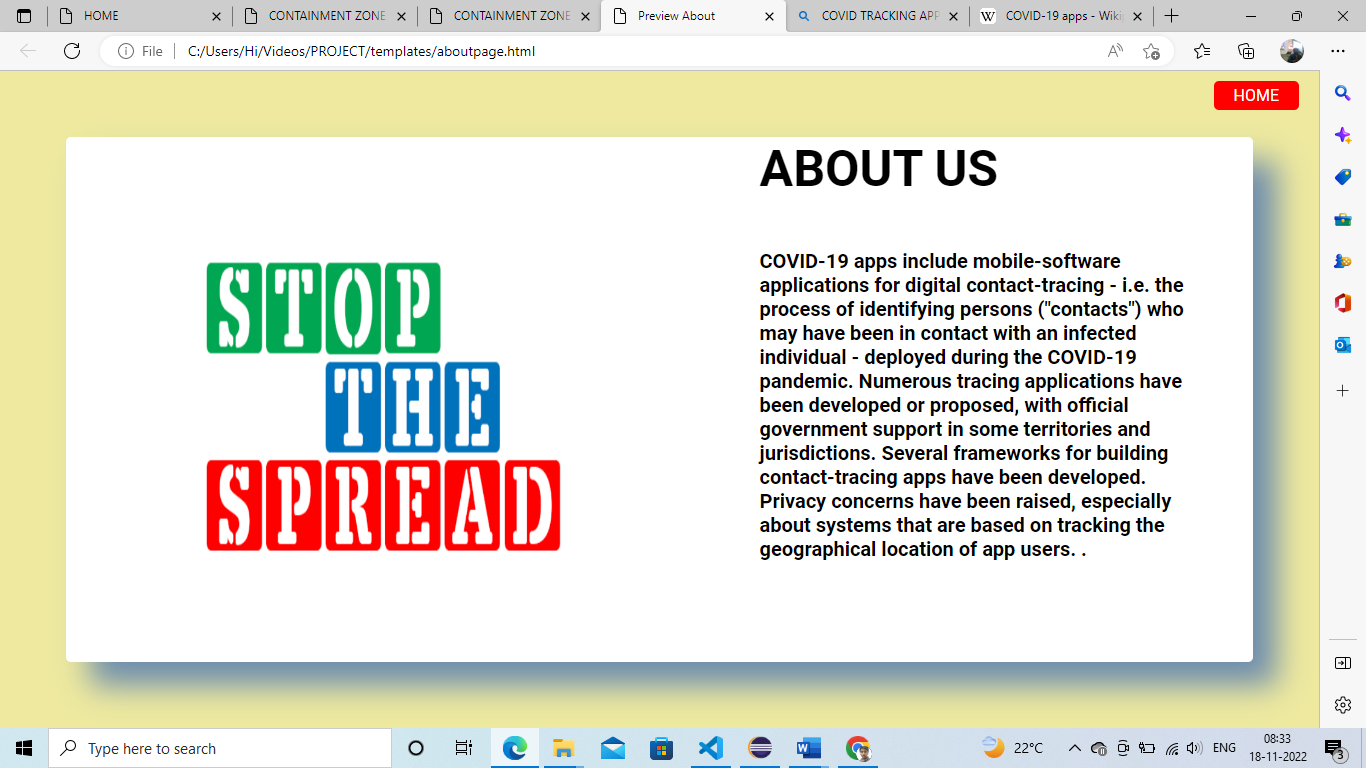 HOME
CONTAINMENT ZONE
CONTAINMENT ZONE
Preview About
COVID TRACKING APP
COVID-19 apps - Wiki
File
C:/Users/Hi/Videos/PROJECT/templates/aboutpage.html
HOME
ABOUT US
STOP
THE
SPREAD
COVID-19 apps include mobile-software
applications for digital contact-tracing - i.e. the
process of identifying persons ("contacts") who
may have been in contact with an infected
individual - deployed during the COVID-19
pandemic. Numerous tracing applications have
been developed or proposed, with official
government support in some territories and
jurisdictions. Several frameworks for building
contact-tracing apps have been developed.
Privacy concerns have been raised, especially
about systems that are based on tracking the
geographical location of app users. .
Type here to search
22°C
ENG
08:33
18-11-2022
3